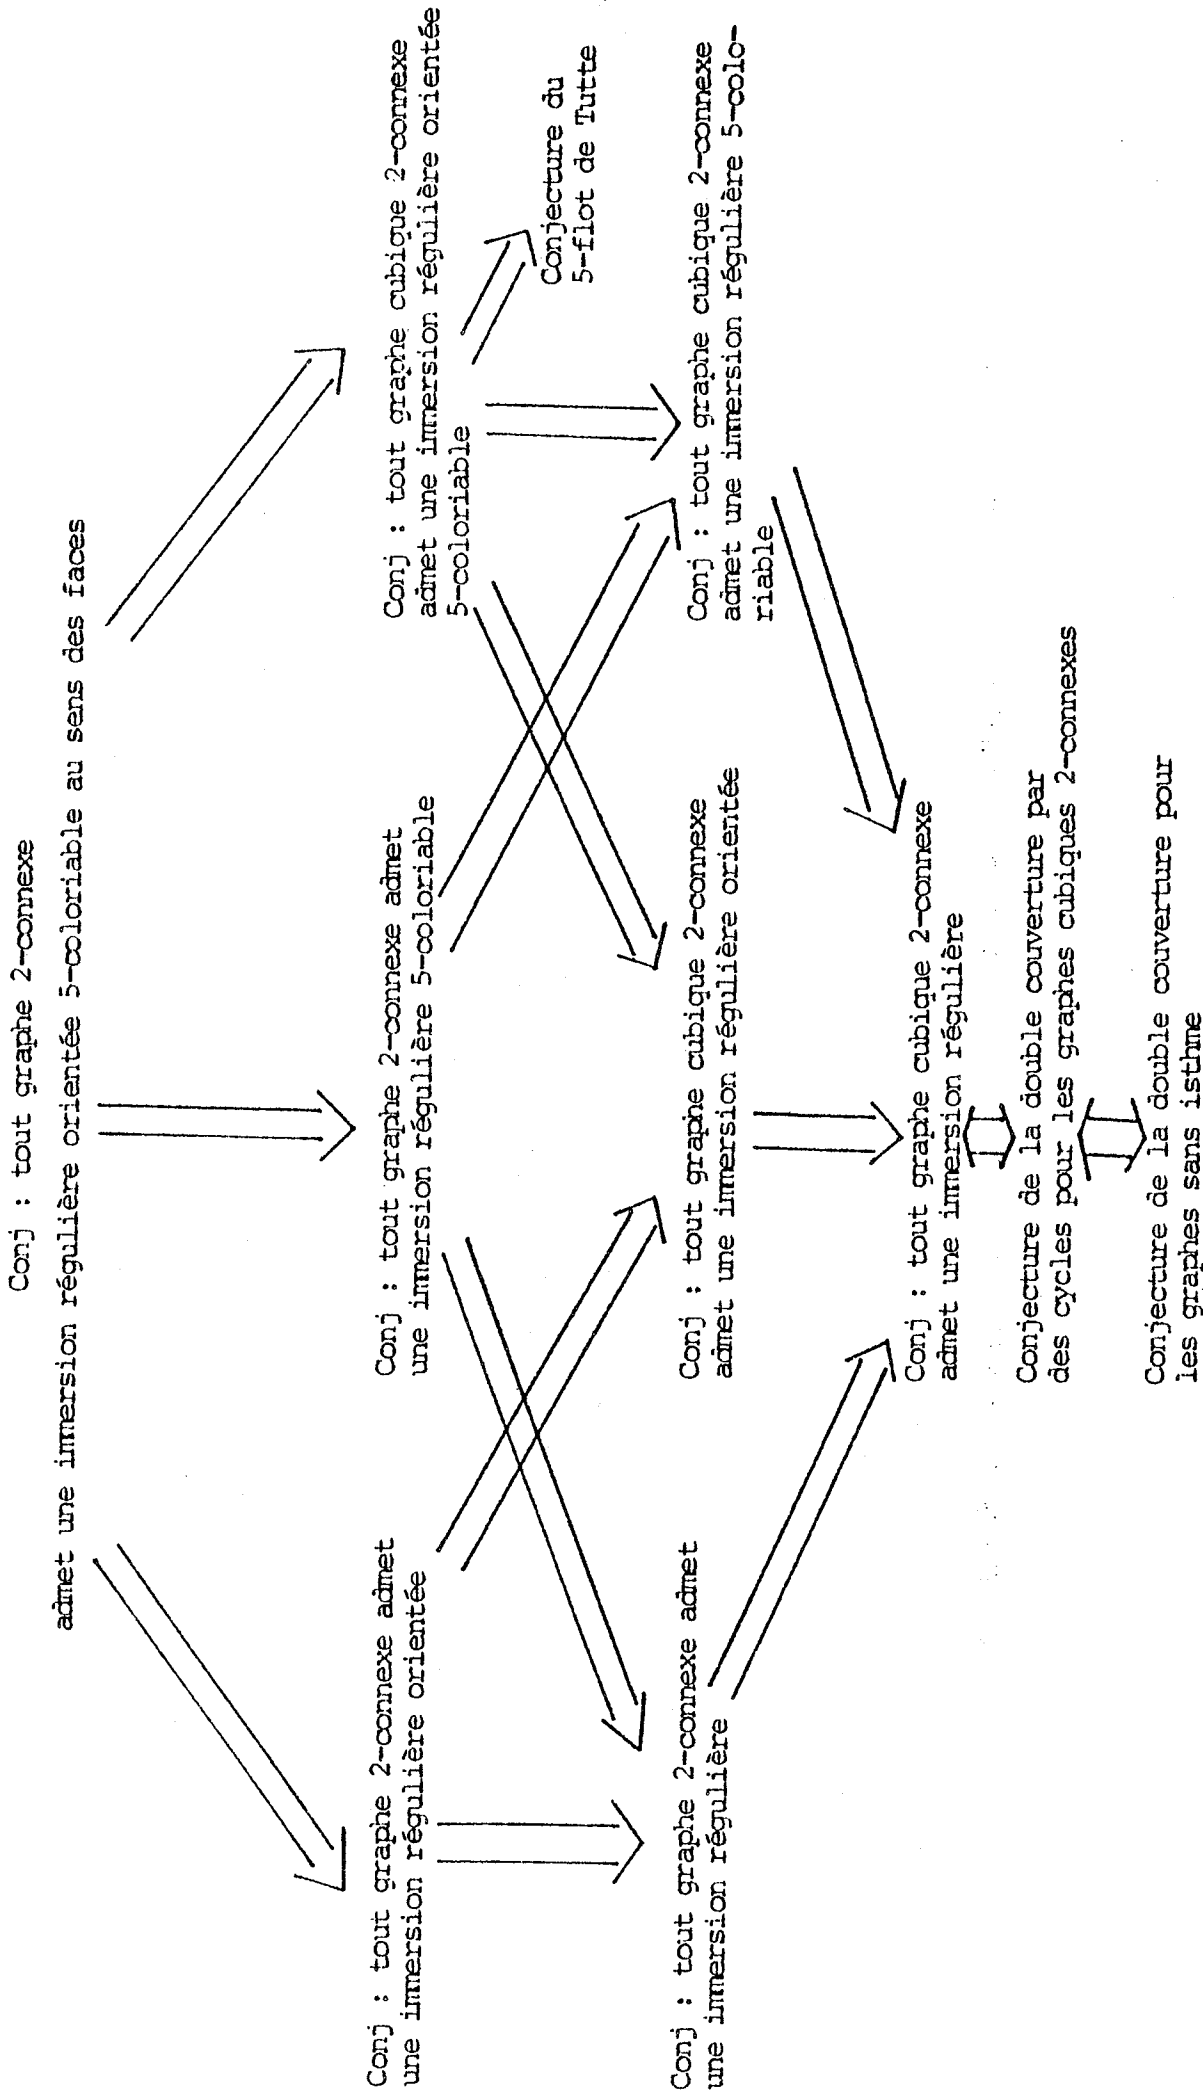 Conj : tout graphe 2-connexe
admet une immersion régulière orientée 5-coloriable au sens des faces
Conj : tout graphe 2-connexe admet
une immersion régulière orientée
Conj : tout graphe 2-connexe admet
une immersion régulière 5-coloriable
Conj : tout graphe cubique 2-connexe
admet une immersion régulière orientée
5-coloriable
Conjecture du
5-flot de Tutte
Conj : tout graphe 2-connexe admet
une immersion régulière
Conj : tout graphe cubique 2-connexe
admet une immersion régulière orientée
Conj : tout graphe cubique 2-connexe
admet une immersion régulière 5-colo-
riable
Conj : tout graphe cubique 2-connexe
admet une immersion régulière
Conjecture de la double couverture par
des cycles pour les graphes cubiques 2-connexes
Conjecture de la double couverture pour
les graphes sans isthme